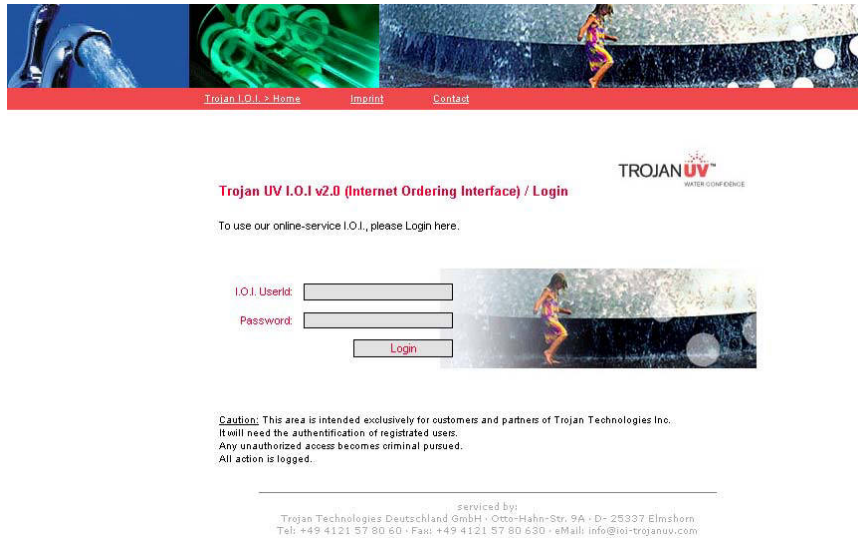 Trojan I.O.I. > Home Imprint Contact
TROJANUV™
WATER CONFIDENCE
Trojan UV I.O.I v2.0 (Internet Ordering Interface) / Login
To use our online-service I.O.I., please Login here.
I.O.I. UserId:
Password:
Login
Caution: This area is intended exclusively for customers and partners of Trojan Technologies Inc.
It will need the authentification of registrated users.
Any unauthorized access becomes criminal pursued.
All action is logged.
serviced by:
Trojan Technologies Deutschland GmbH · Otto-Hahn-Str. 9A · D- 25337 Elmshorn
Tel: +49 4121 57 80 60 · Fax: +49 4121 57 80 630 · eMail: info@ioi-trojanuv.com